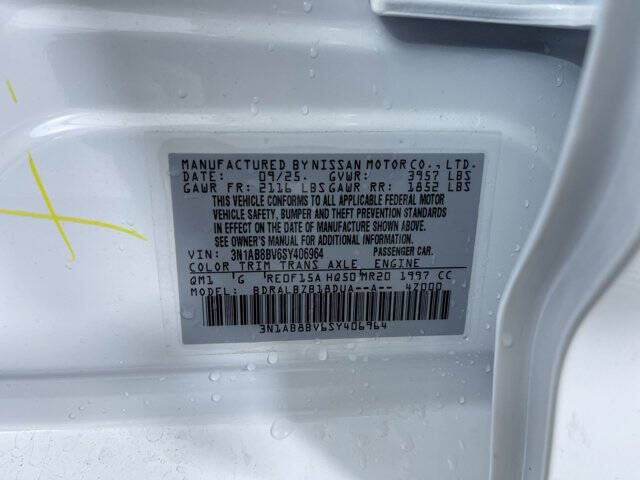 MANUFACTURED BY NISSAN MOTOR CO., LTD.
DATE: 09/25. GVWR: 3957 LBS
GAWR FR: 2116 LBS GAWR RR: 1852 LBS
THIS VEHICLE CONFORMS TO ALL APPLICABLE FEDERAL MOTOR
VEHICLE SAFETY, BUMPER AND THEFT PREVENTION STANDARDS
IN EFFECT ON THE DATE OF MANUFACTURE SHOWN ABOVE.
SEE OWNER'S MANUAL FOR ADDITIONAL INFORMATION.
VIN: 3N1AB8BV6SY406964 PASSENGER CAR.
COLOR TRIM TRANS AXLE ENGINE
QM1 G RE0F15A HQ50 MR20 1997 CC
BDRALBZB18DUA--A-- 4Z000
3N1AB8BV6SY406964